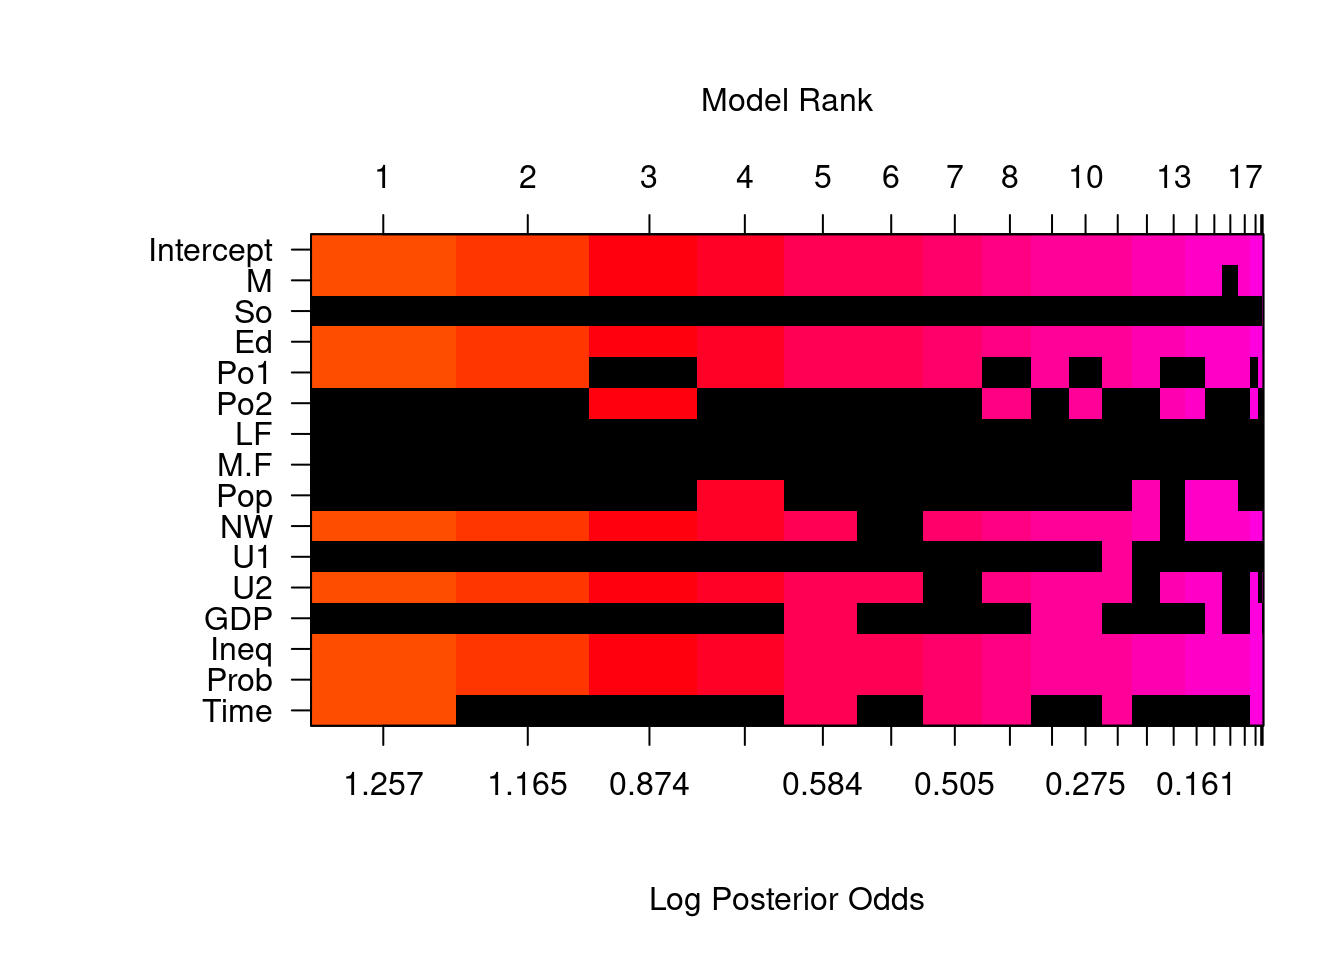 Model Rank
1 2 3 4 5 6 7 8 10 13 17
Intercept
M
So
Ed
Po1
Po2
LF
M.F
Pop
NW
U1
U2
GDP
Ineq
Prob
Time
1.257 1.165 0.874 0.584 0.505 0.275 0.161
Log Posterior Odds